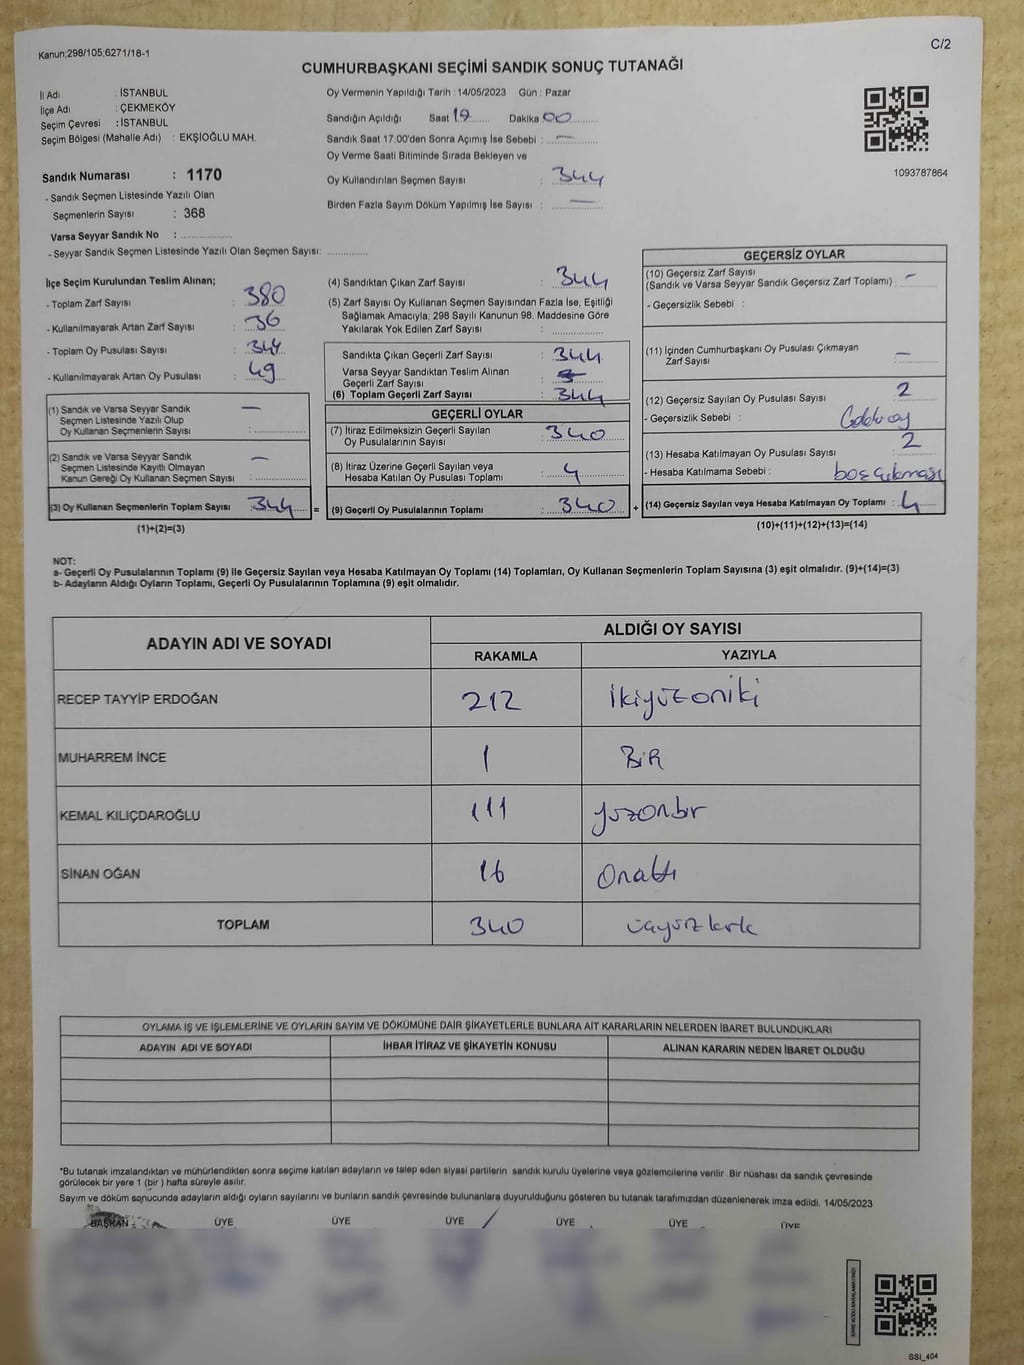 Kanun;298/105;6271/18-1
C/2
CUMHURBAŞKANI SEÇİMİ SANDIK SONUÇ TUTANAĞI
İl Adı : İSTANBUL
İlçe Adı : ÇEKMEKÖY
Seçim Çevresi : İSTANBUL
Seçim Bölgesi (Mahalle Adı) : EKŞİOĞLU MAH.
Oy Vermenin Yapıldığı Tarih : 14/05/2023 Gün : Pazar
Sandığın Açıldığı Saat 19 Dakika 00
Sandık Saat 17:00'den Sonra Açımış İse Sebebi : —
Oy Verme Saati Bitiminde Sırada Bekleyen ve
Oy Kullandırılan Seçmen Sayısı : 344
Birden Fazla Sayım Döküm Yapılmış İse Sayısı : —
1093787864
Sandık Numarası : 1170
- Sandık Seçmen Listesinde Yazılı Olan
Seçmenlerin Sayısı : 368
Varsa Seyyar Sandık No : ............
- Seyyar Sandık Seçmen Listesinde Yazılı Olan Seçmen Sayısı: ............
İlçe Seçim Kurulundan Teslim Alınan;
- Toplam Zarf Sayısı : 380
- Kullanılmayarak Artan Zarf Sayısı : 36
- Toplam Oy Pusulası Sayısı : 344
- Kullanılmayarak Artan Oy Pusulası : 49
(1) Sandık ve Varsa Seyyar Sandık
Seçmen Listesinde Yazılı Olup
Oy Kullanan Seçmenlerin Sayısı : —
(2) Sandık ve Varsa Seyyar Sandık
Seçmen Listesinde Kayıtlı Olmayan
Kanun Gereği Oy Kullanan Seçmen Sayısı : —
(3) Oy Kullanan Seçmenlerin Toplam Sayısı 344 =
(1)+(2)=(3)
(4) Sandıktan Çıkan Zarf Sayısı : 344
(5) Zarf Sayısı Oy Kullanan Seçmen Sayısından Fazla İse, Eşitliği
Sağlamak Amacıyla; 298 Sayılı Kanunun 98. Maddesine Göre
Yakılarak Yok Edilen Zarf Sayısı : ............
Sandıkta Çıkan Geçerli Zarf Sayısı : 344
Varsa Seyyar Sandıktan Teslim Alınan
Geçerli Zarf Sayısı :
(6) Toplam Geçerli Zarf Sayısı : 344
GEÇERLİ OYLAR
(7) İtiraz Edilmeksizin Geçerli Sayılan
Oy Pusulalarının Sayısı : 340
(8) İtiraz Üzerine Geçerli Sayılan veya
Hesaba Katılan Oy Pusulası Toplamı : 4
(9) Geçerli Oy Pusulalarının Toplamı : 340 +
GEÇERSİZ OYLAR
(10) Geçersiz Zarf Sayısı
(Sandık ve Varsa Seyyar Sandık Geçersiz Zarf Toplamı) : —
- Geçersizlik Sebebi :
(11) İçinden Cumhurbaşkanı Oy Pusulası Çıkmayan
Zarf Sayısı : —
(12) Geçersiz Sayılan Oy Pusulası Sayısı : 2
- Geçersizlik Sebebi :
(13) Hesaba Katılmayan Oy Pusulası Sayısı : 2
- Hesaba Katılmama Sebebi : boş çıkması
(14) Geçersiz Sayılan veya Hesaba Katılmayan Oy Toplamı : 4
(10)+(11)+(12)+(13)=(14)
NOT:
a- Geçerli Oy Pusulalarının Toplamı (9) ile Geçersiz Sayılan veya Hesaba Katılmayan Oy Toplamı (14) Toplamları, Oy Kullanan Seçmenlerin Toplam Sayısına (3) eşit olmalıdır. (9)+(14)=(3)
b- Adayların Aldığı Oyların Toplamı, Geçerli Oy Pusulalarının Toplamına (9) eşit olmalıdır.
ADAYIN ADI VE SOYADI
ALDIĞI OY SAYISI
RAKAMLA YAZIYLA
RECEP TAYYİP ERDOĞAN 212 ikiyüzoniki
MUHARREM İNCE 1 BİR
KEMAL KILIÇDAROĞLU 111 yüzonbir
SİNAN OĞAN 16 Onaltı
TOPLAM 340 üçyüzkırk
OYLAMA İŞ VE İŞLEMLERİNE VE OYLARIN SAYIM VE DÖKÜMÜNE DAİR ŞİKAYETLERLE BUNLARA AİT KARARLARIN NELERDEN İBARET BULUNDUKLARI
ADAYIN ADI VE SOYADI İHBAR İTİRAZ VE ŞİKAYETİN KONUSU ALINAN KARARIN NEDEN İBARET OLDUĞU
*Bu tutanak imzalandıktan ve mühürlendikten sonra seçime katılan adayların ve talep eden siyasi partilerin sandık kurulu üyelerine veya gözlemcilerine verilir .Bir nüshası da sandık çevresinde
görülecek bir yere 1 (bir ) hafta süreyle asılır.
Sayım ve döküm sonucunda adayların aldığı oyların sayılarını ve bunların sandık çevresinde bulunanlara duyurulduğunu gösteren bu tutanak tarafımızdan düzenlenerek imza edildi. 14/05/2023
BAŞKAN ÜYE ÜYE ÜYE ÜYE ÜYE ÜYE
SSI_404